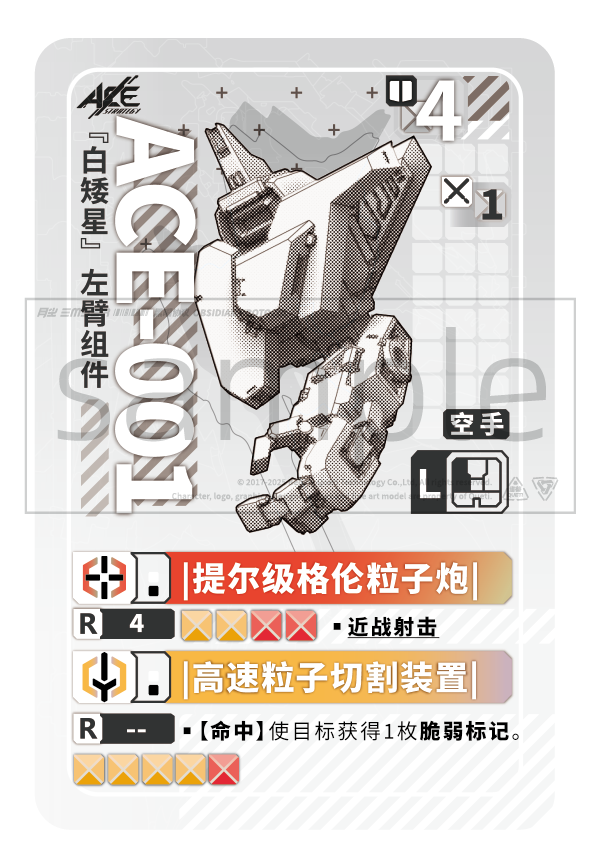 ACE
STRATEGY
4
1
ACE-001
『白矮星』 左臂组件
sample
空手
|提尔级格伦粒子炮|
R 4
▪ 近战射击
|高速粒子切割装置|
R --
▪【命中】使目标获得1枚脆弱标记。